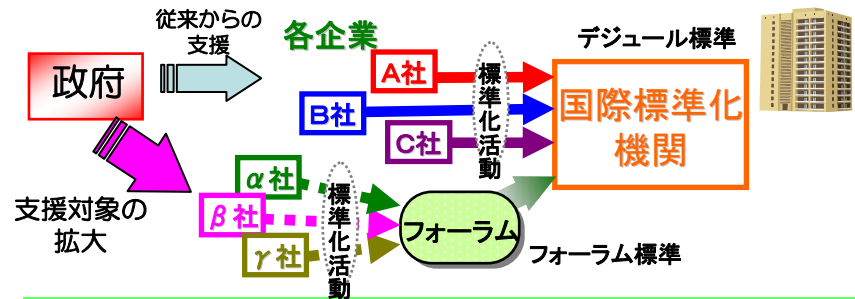 従来からの
支援
各企業
デジュール標準
政府
A社
B社
C社
標準化活動
国際標準化
機関
支援対象の
拡大
α社
β社
γ社
標準化活動
フォーラム
フォーラム標準